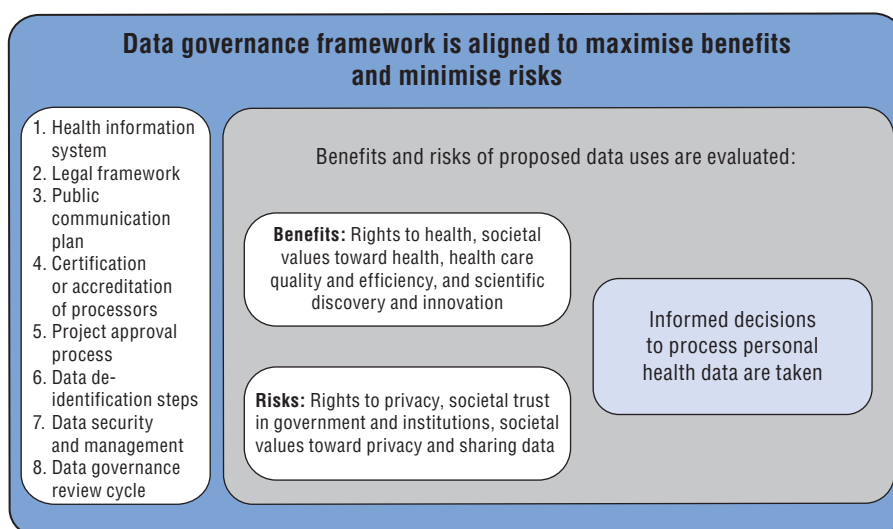 Data governance framework is aligned to maximise benefits
and minimise risks
1. Health information
system
2. Legal framework
3. Public
communication
plan
4. Certification
or accreditation
of processors
5. Project approval
process
6. Data de-
identification steps
7. Data security
and management
8. Data governance
review cycle
Benefits and risks of proposed data uses are evaluated:
Benefits: Rights to health, societal
values toward health, health care
quality and efficiency, and scientific
discovery and innovation
Risks: Rights to privacy, societal trust
in government and institutions, societal
values toward privacy and sharing data
Informed decisions
to process personal
health data are taken